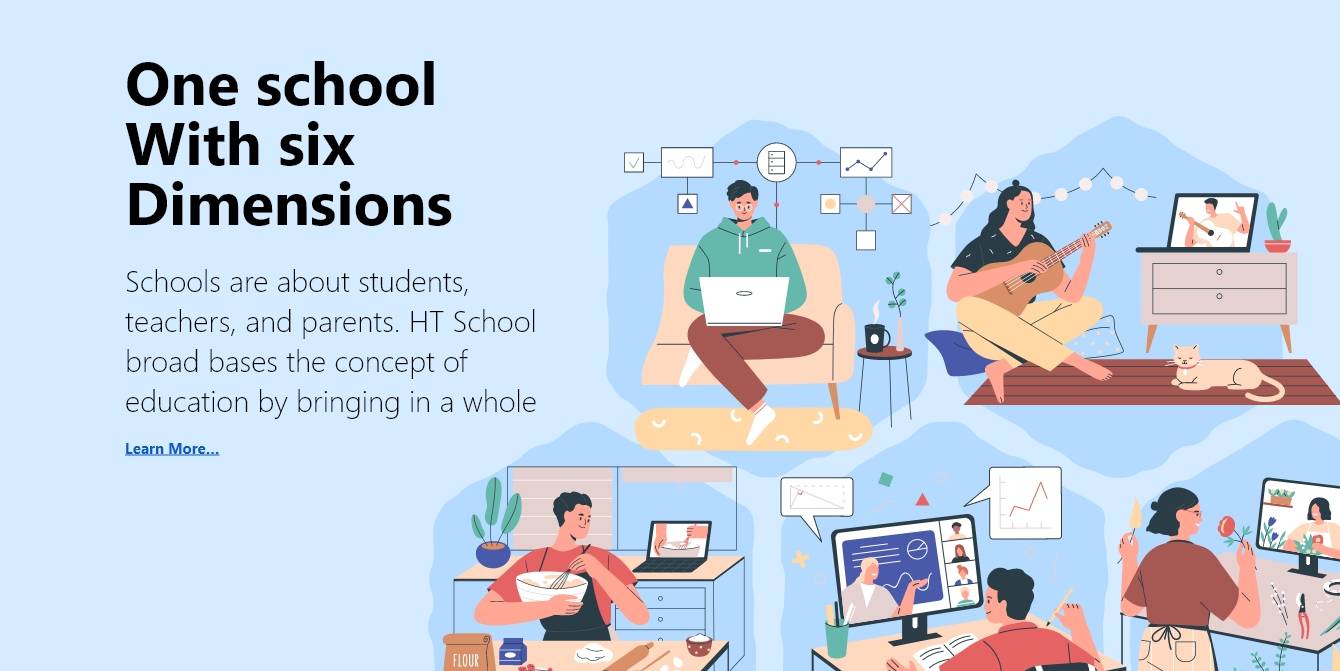 One school
With six
Dimensions
Schools are about students,
teachers, and parents. HT School
broad bases the concept of
education by bringing in a whole
Learn More...
FLOUR